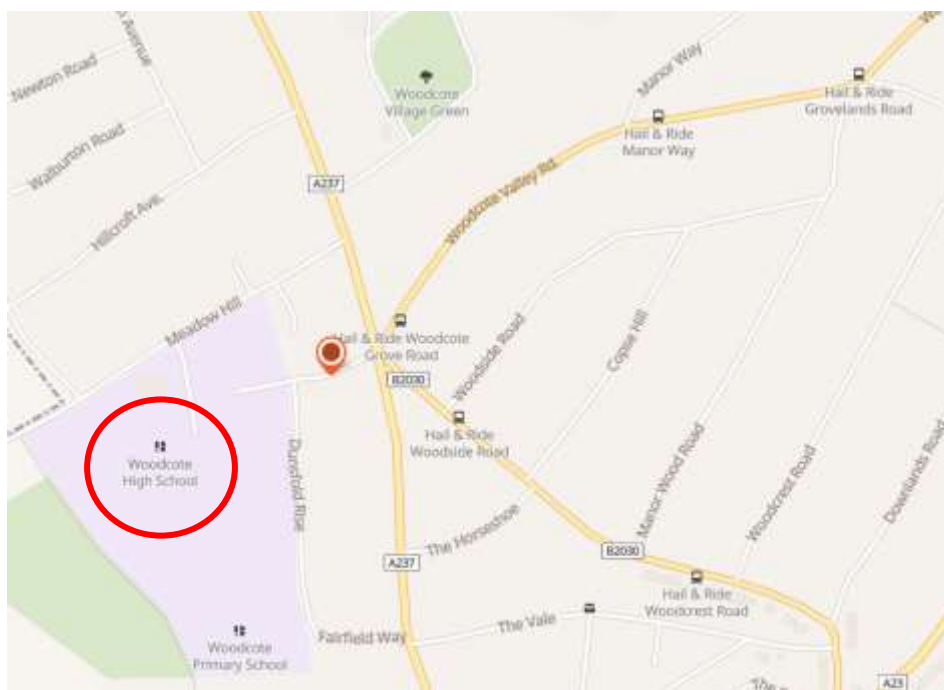 Avenue
Newton Road
Walburton Road
Hillcroft Ave.
Woodcote
Village Green
Manor Way
Hail & Ride
Grovelands Road
Hail & Ride
Manor Way
A237
Woodcote Valley Rd.
Meadow Hill
Hail & Ride Woodcote
Grove Road
B2030
Woodside Road
Copse Hill
Hail & Ride
Woodside Road
Woodcote
High School
Dunsfold Rise
Manor Wood Road
Woodcrest Road
Downlands Road
The Horseshoe
A237
B2030
Hail & Ride
Woodcrest Road
The Vale
Fairfield Way
Woodcote
Primary School
The
A23